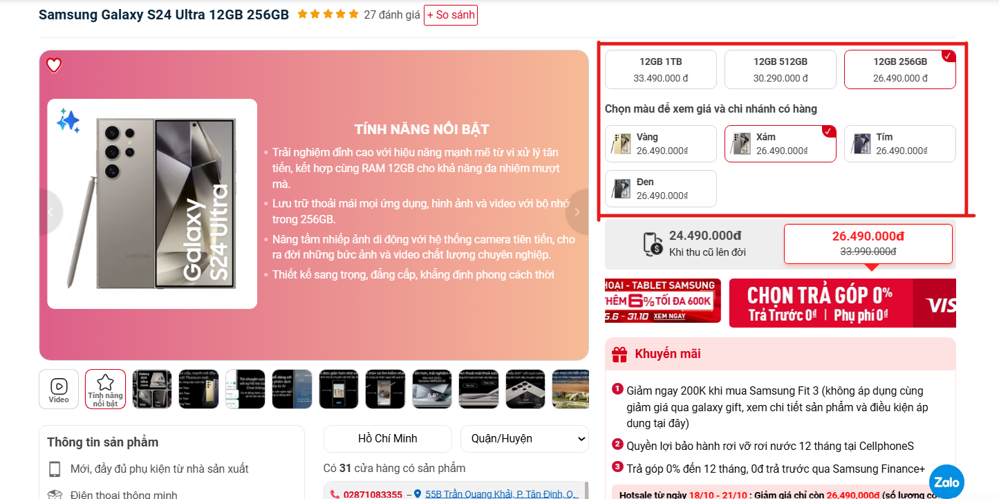 Samsung Galaxy S24 Ultra 12GB 256GB 27 đánh giá + So sánh
TÍNH NĂNG NỔI BẬT
Trải nghiệm đỉnh cao với hiệu năng mạnh mẽ từ vi xử lý tân
tiến, kết hợp cùng RAM 12GB cho khả năng đa nhiệm mượt
mà.
Lưu trữ thoải mái mọi ứng dụng, hình ảnh và video với bộ nhớ
trong 256GB.
Nâng tầm nhiếp ảnh di động với hệ thống camera tiên tiến, cho
ra đời những bức ảnh và video chất lượng chuyên nghiệp.
Thiết kế sang trọng, đẳng cấp, khẳng định phong cách thời
SAMSUNG
Galaxy
S24 Ultra
12GB 1TB
33.490.000 đ
12GB 512GB
30.290.000 đ
12GB 256GB
26.490.000 đ
Chọn màu để xem giá và chi nhánh có hàng
Vàng
26.490.000₫
Xám
26.490.000₫
Tím
26.490.000₫
Đen
26.490.000₫
24.490.000đ
Khi thu cũ lên đời
26.490.000đ
33.990.000đ
HOẠI - TABLET SAMSUNG
THÊM 6% TỐI ĐA 600K
5.6 - 31.10 XEM NGAY
CHỌN TRẢ GÓP 0%
Trả Trước 0đ | Phụ phí 0đ
VIS
Video
Tính năng
nổi bật
6.8"
Khuyến mãi
1 Giảm ngay 200K khi mua Samsung Fit 3 (không áp dụng cùng
giảm giá qua galaxy gift, xem chi tiết sản phẩm và điều kiện áp
dụng tại đây)
2 Quyền lợi bảo hành rơi vỡ rơi nước 12 tháng tại CellphoneS
3 Trả góp 0% đến 12 tháng, 0đ trả trước qua Samsung Finance+
Hotsale từ ngày 18/10 - 21/10 : Giảm giá chỉ còn 26,490,000đ (số lượng có
Zalo
Thông tin sản phẩm
Mới, đầy đủ phụ kiện từ nhà sản xuất
Điện thoại thông minh
Hồ Chí Minh
Quận/Huyện
Có 31 cửa hàng có sản phẩm
02871083355 – 55B Trần Quang Khải, P. Tân Định, Q.